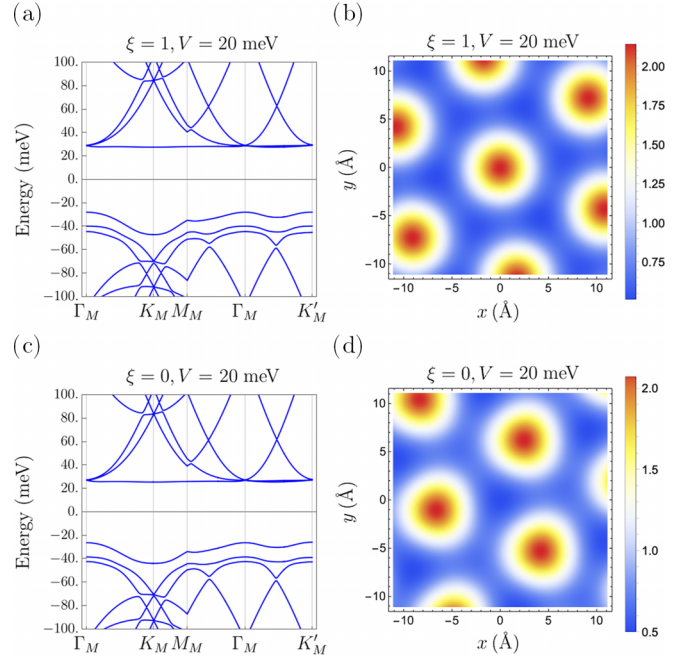 (a)
ξ = 1, V = 20 meV
Energy (meV)
100.
80.
60.
40.
20.
0.
−20.
−40.
−60.
−80.
−100.
Γ_M K_M M_M Γ_M K′_M
(b)
ξ = 1, V = 20 meV
y (Å)
10
5
0
−5
−10
−10 −5 0 5 10
x (Å)
2.00
1.75
1.50
1.25
1.00
0.75
(c)
ξ = 0, V = 20 meV
Energy (meV)
100.
80.
60.
40.
20.
0.
−20.
−40.
−60.
−80.
−100.
Γ_M K_M M_M Γ_M K′_M
(d)
ξ = 0, V = 20 meV
y (Å)
10
5
0
−5
−10
−10 −5 0 5 10
x (Å)
2.0
1.5
1.0
0.5